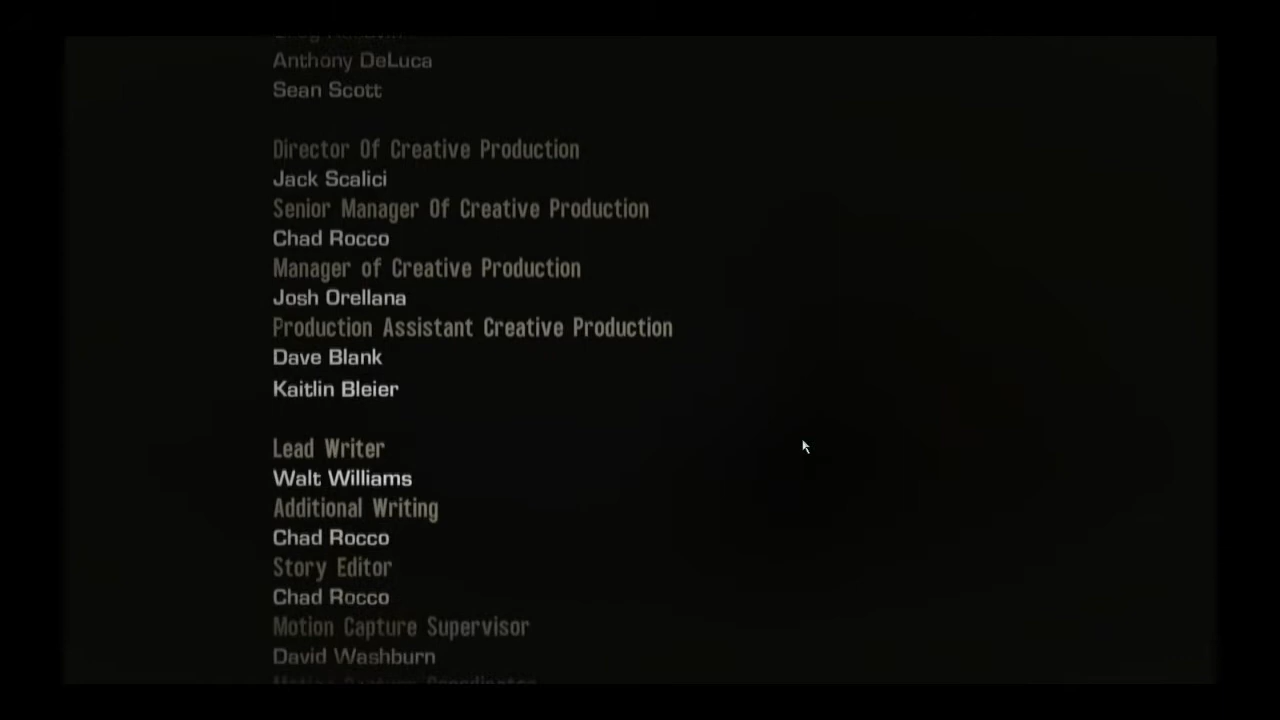 Anthony DeLuca
Sean Scott
Director Of Creative Production
Jack Scalici
Senior Manager Of Creative Production
Chad Rocco
Manager of Creative Production
Josh Orellana
Production Assistant Creative Production
Dave Blank
Kaitlin Bleier
Lead Writer
Walt Williams
Additional Writing
Chad Rocco
Story Editor
Chad Rocco
Motion Capture Supervisor
David Washburn